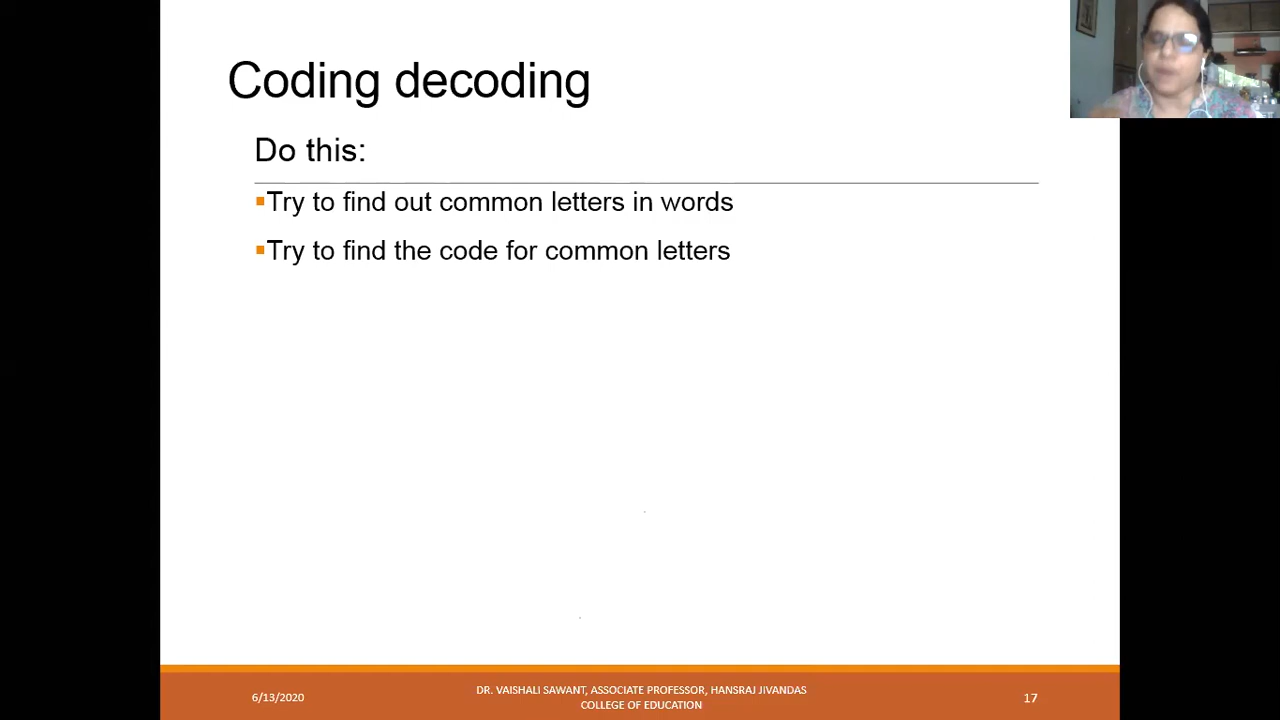 Coding decoding
Do this:
Try to find out common letters in words
Try to find the code for common letters
6/13/2020
DR. VAISHALI SAWANT, ASSOCIATE PROFESSOR, HANSRAJ JIVANDAS
COLLEGE OF EDUCATION
17